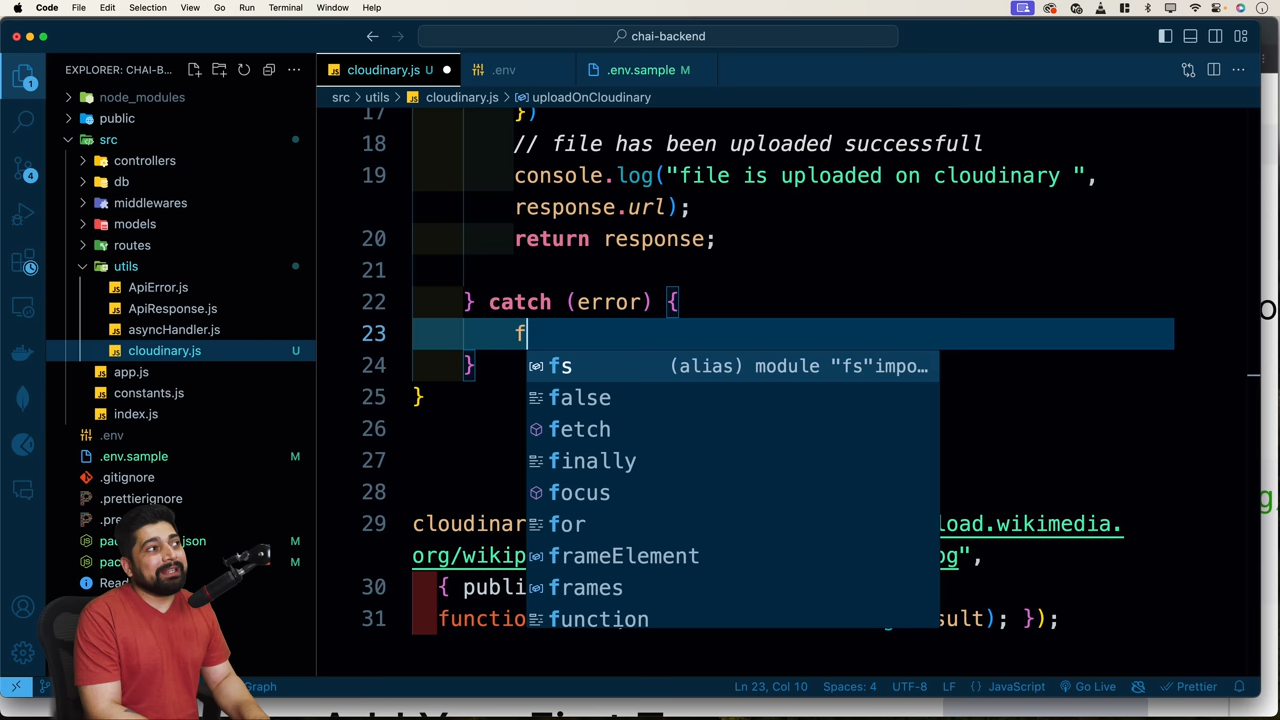 Code File Edit Selection View Go Run Terminal Window Help
chai-backend
EXPLORER: CHAI-B...
cloudinary.js U
.env
.env.sample M
src > utils > cloudinary.js > uploadOnCloudinary
node_modules
public
src
controllers
db
middlewares
models
routes
utils
ApiError.js
ApiResponse.js
asyncHandler.js
cloudinary.js U
app.js
constants.js
index.js
.env
.env.sample M
.gitignore
.prettierignore
.pre
pac on.json M
pac M
Read
1
4
17 })
18 // file has been uploaded successfull
19 console.log("file is uploaded on cloudinary ",
response.url);
20 return response;
21
22 } catch (error) {
23 f
24 }
25 }
26
27
28
29 cloudinar load.wikimedia.
org/wikip og",
30 { publi
31 functio sult); });
fs (alias) module "fs"impo...
false
fetch
finally
focus
for
frameElement
frames
function
Graph
Ln 23, Col 10 Spaces: 4 UTF-8 LF {} JavaScript Go Live Prettier